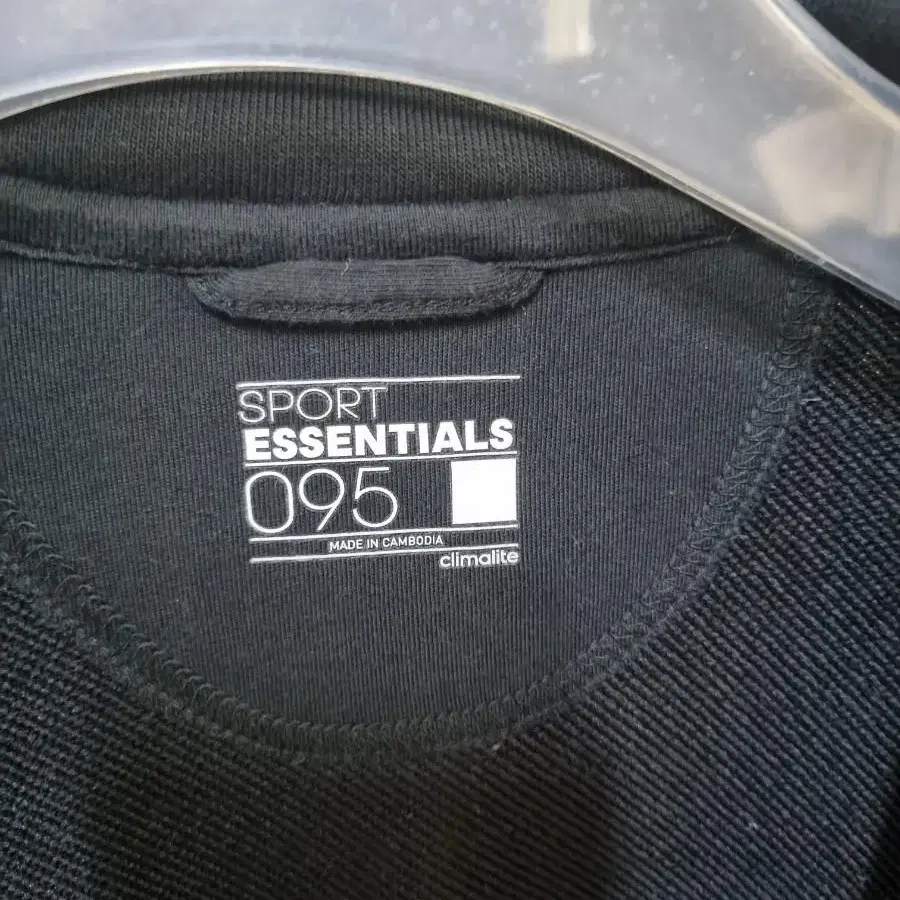 SPORT
ESSENTIALS
095
MADE IN CAMBODIA
climalite